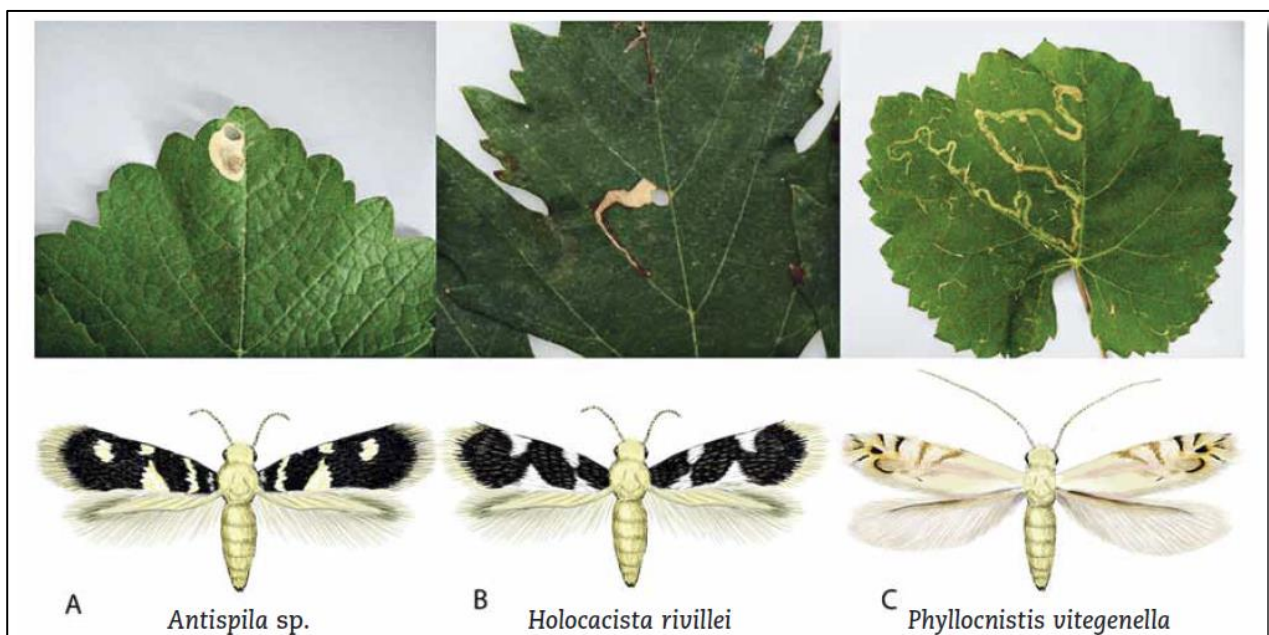 A
Antispila sp.
B
Holocacista rivillei
C
Phyllocnistis vitegenella